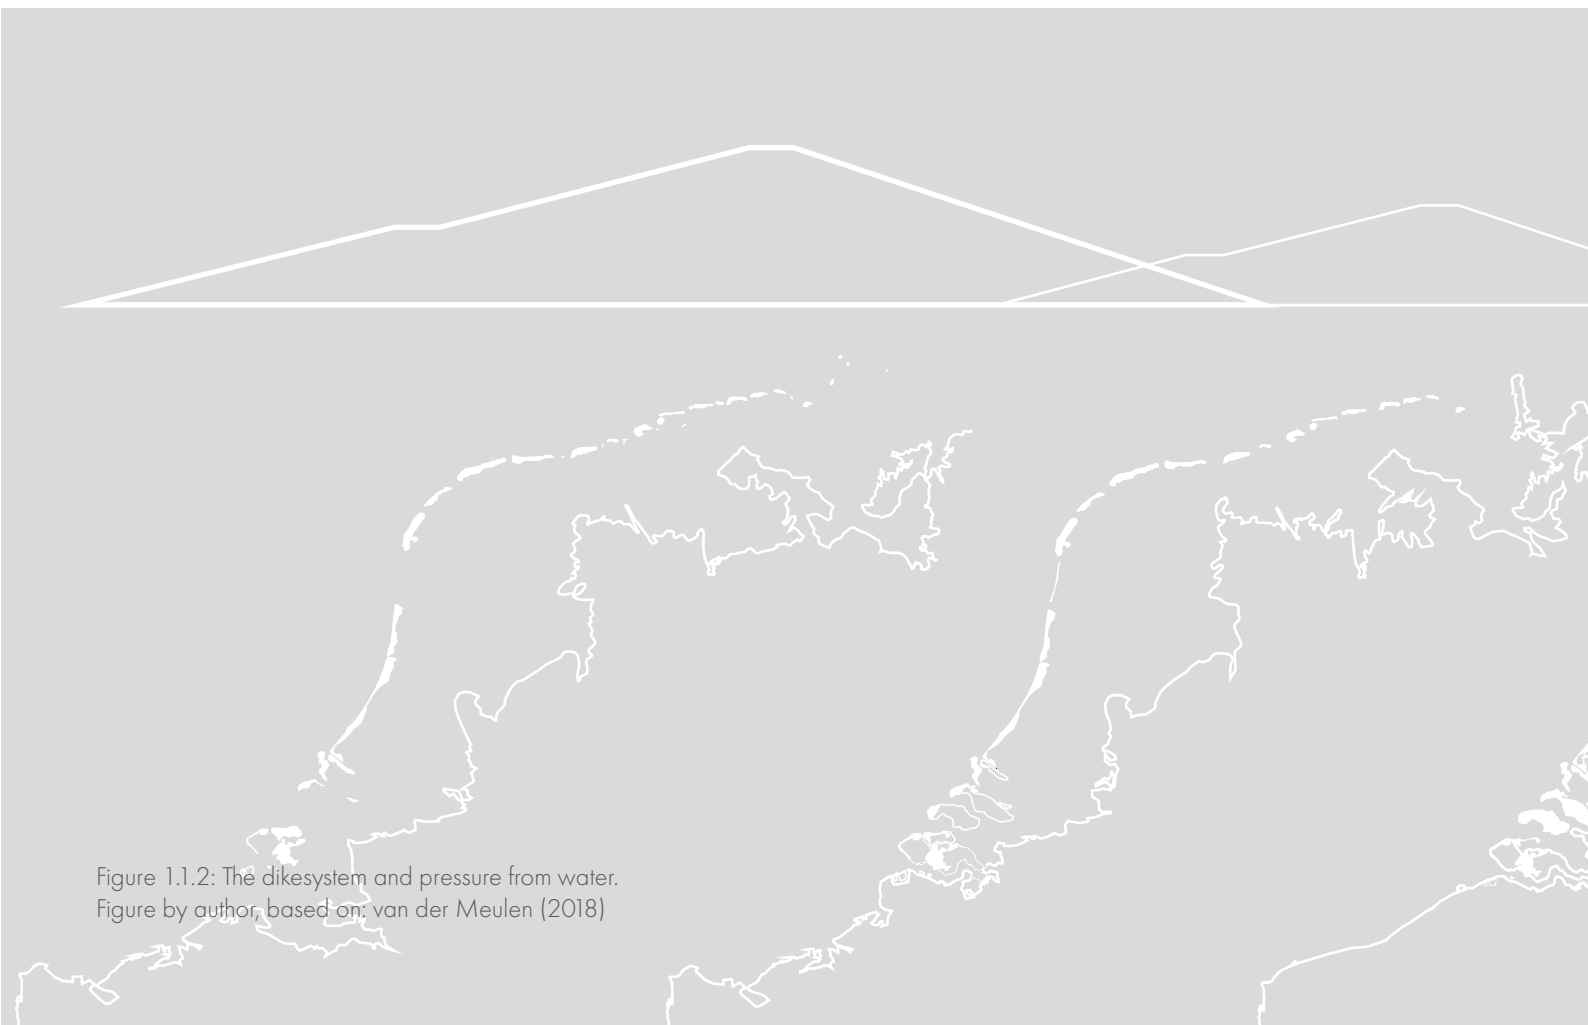 Figure 1.1.2: The dikesystem and pressure from water.
Figure by author, based on: van der Meulen (2018)